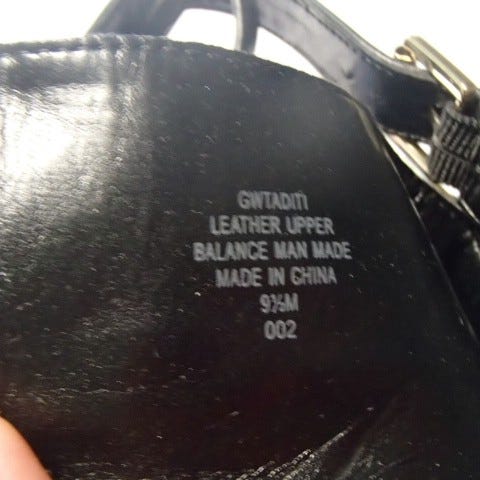 GWTADITI
LEATHER UPPER
BALANCE MAN MADE
MADE IN CHINA
9½M
002